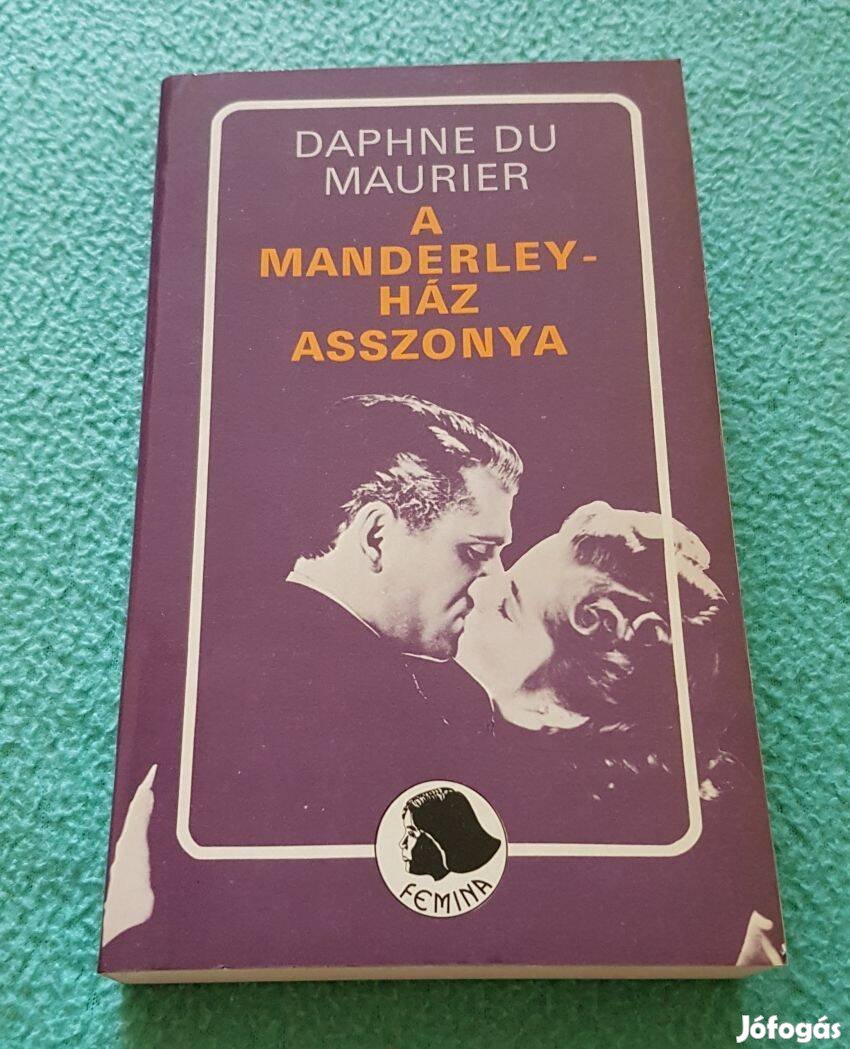 DAPHNE DU
MAURIER
A
MANDERLEY-
HÁZ
ASSZONYA
FEMINA
Jófogás